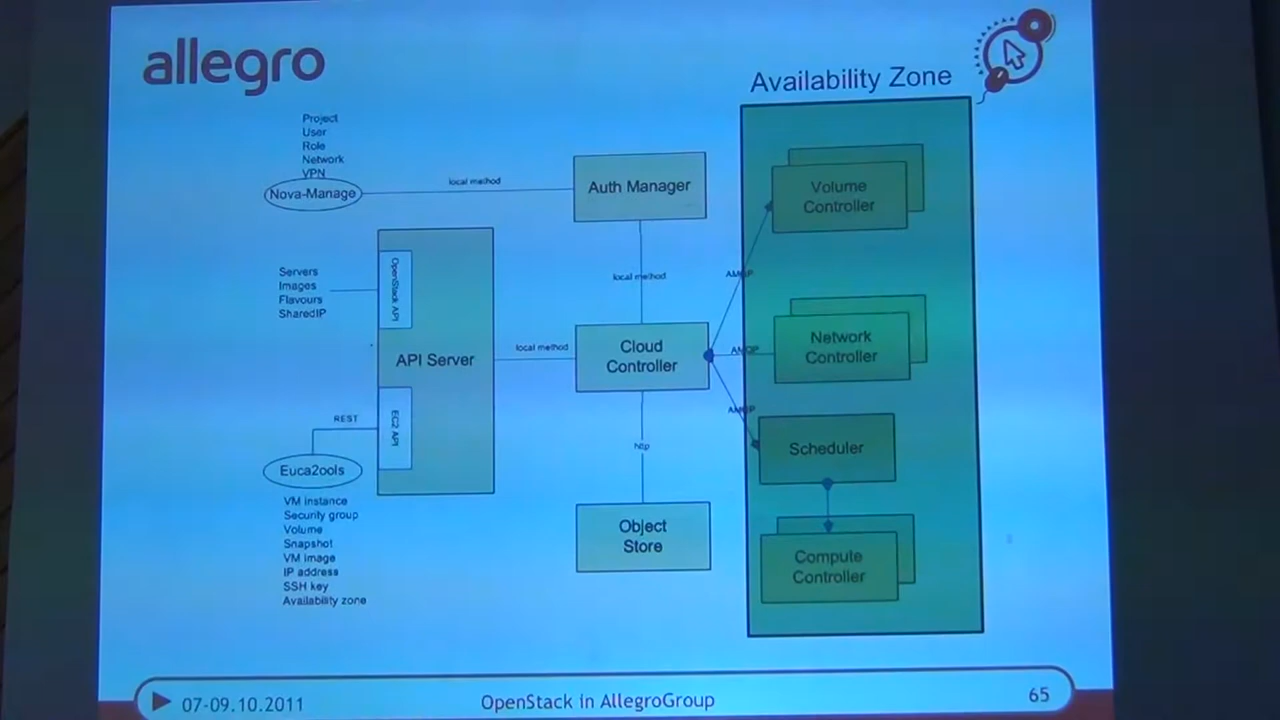 allegro
Availability Zone
Project
User
Role
Network
VPN
Nova-Manage
local method
Auth Manager
Volume
Controller
Servers
Images
Flavours
SharedIP
OpenStack API
local method
AMQP
API Server
local method
Cloud
Controller
AMQP
Network
Controller
REST
EC2 API
AMQP
Scheduler
http
Euca2ools
VM instance
Security group
Volume
Snapshot
VM image
IP address
SSH key
Availability zone
Object
Store
Compute
Controller
07-09.10.2011
OpenStack in AllegroGroup
65